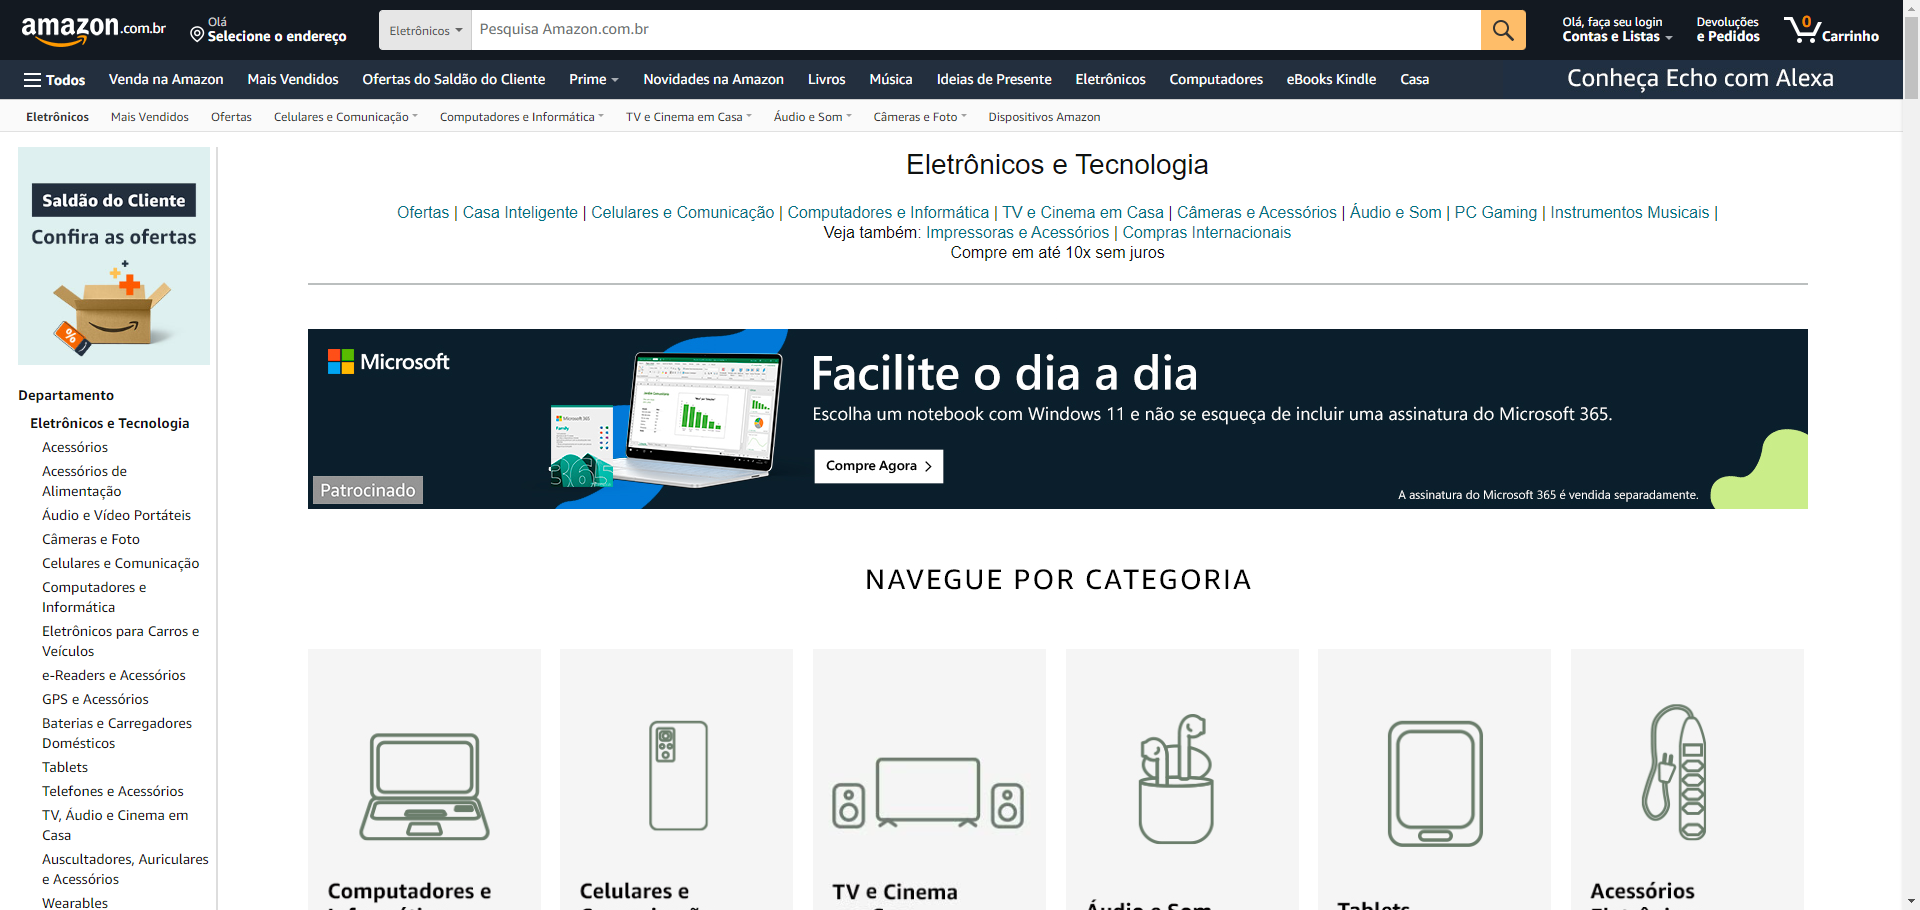 amazon.com.br
Olá
Selecione o endereço
Eletrônicos
Pesquisa Amazon.com.br
Olá, faça seu login
Contas e Listas
Devoluções
e Pedidos
0
Carrinho
Todos
Venda na Amazon
Mais Vendidos
Ofertas do Saldão do Cliente
Prime
Novidades na Amazon
Livros
Música
Ideias de Presente
Eletrônicos
Computadores
eBooks Kindle
Casa
Conheça Echo com Alexa
Eletrônicos
Mais Vendidos
Ofertas
Celulares e Comunicação
Computadores e Informática
TV e Cinema em Casa
Áudio e Som
Câmeras e Foto
Dispositivos Amazon
Saldão do Cliente
Confira as ofertas
%
Departamento
Eletrônicos e Tecnologia
Acessórios
Acessórios de
Alimentação
Áudio e Vídeo Portáteis
Câmeras e Foto
Celulares e Comunicação
Computadores e
Informática
Eletrônicos para Carros e
Veículos
e-Readers e Acessórios
GPS e Acessórios
Baterias e Carregadores
Domésticos
Tablets
Telefones e Acessórios
TV, Áudio e Cinema em
Casa
Auscultadores, Auriculares
e Acessórios
Wearables
Eletrônicos e Tecnologia
Ofertas | Casa Inteligente | Celulares e Comunicação | Computadores e Informática | TV e Cinema em Casa | Câmeras e Acessórios | Áudio e Som | PC Gaming | Instrumentos Musicais |
Veja também: Impressoras e Acessórios | Compras Internacionais
Compre em até 10x sem juros
Microsoft
Microsoft 365
Family
365
Facilite o dia a dia
Escolha um notebook com Windows 11 e não se esqueça de incluir uma assinatura do Microsoft 365.
Compre Agora
Patrocinado
A assinatura do Microsoft 365 é vendida separadamente.
NAVEGUE POR CATEGORIA
Computadores e
Celulares e
TV e Cinema
Áudio e Som
Tablets
Acessórios